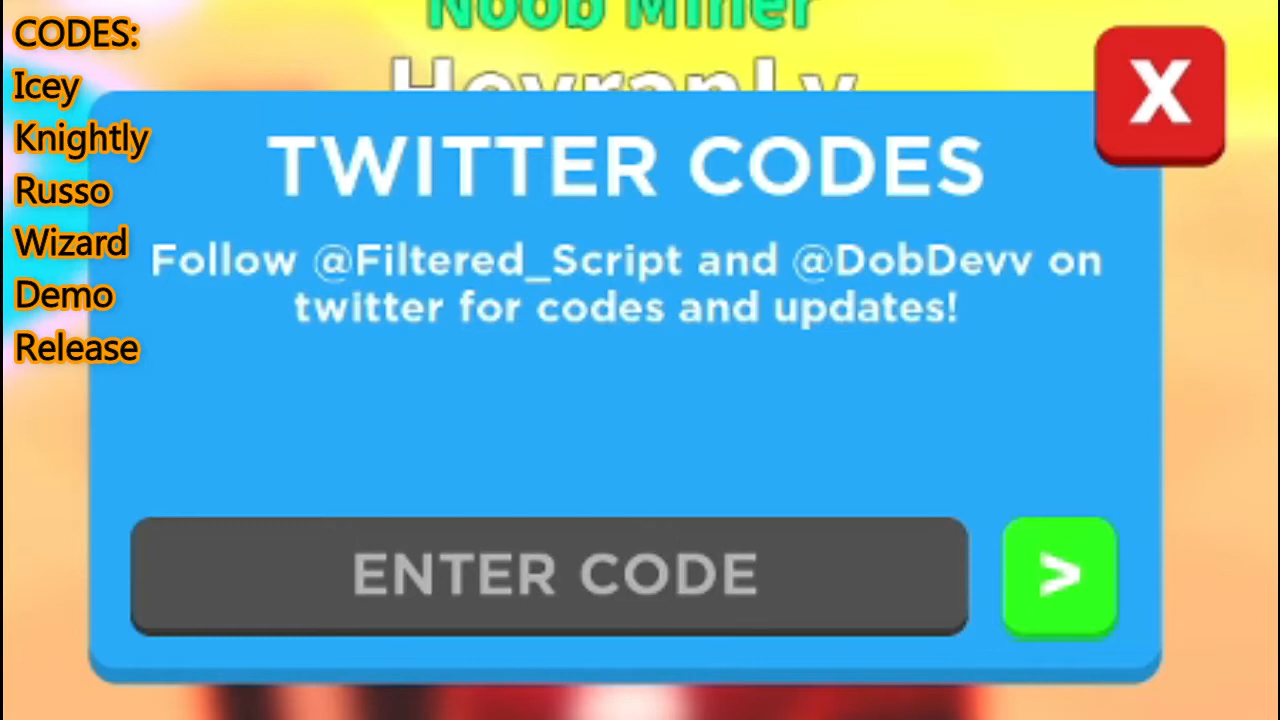 CODES:
Icey
Knightly
Russo
Wizard
Demo
Release
Noob Miner
X
TWITTER CODES
Follow @Filtered_Script and @DobDevv on
twitter for codes and updates!
ENTER CODE
>